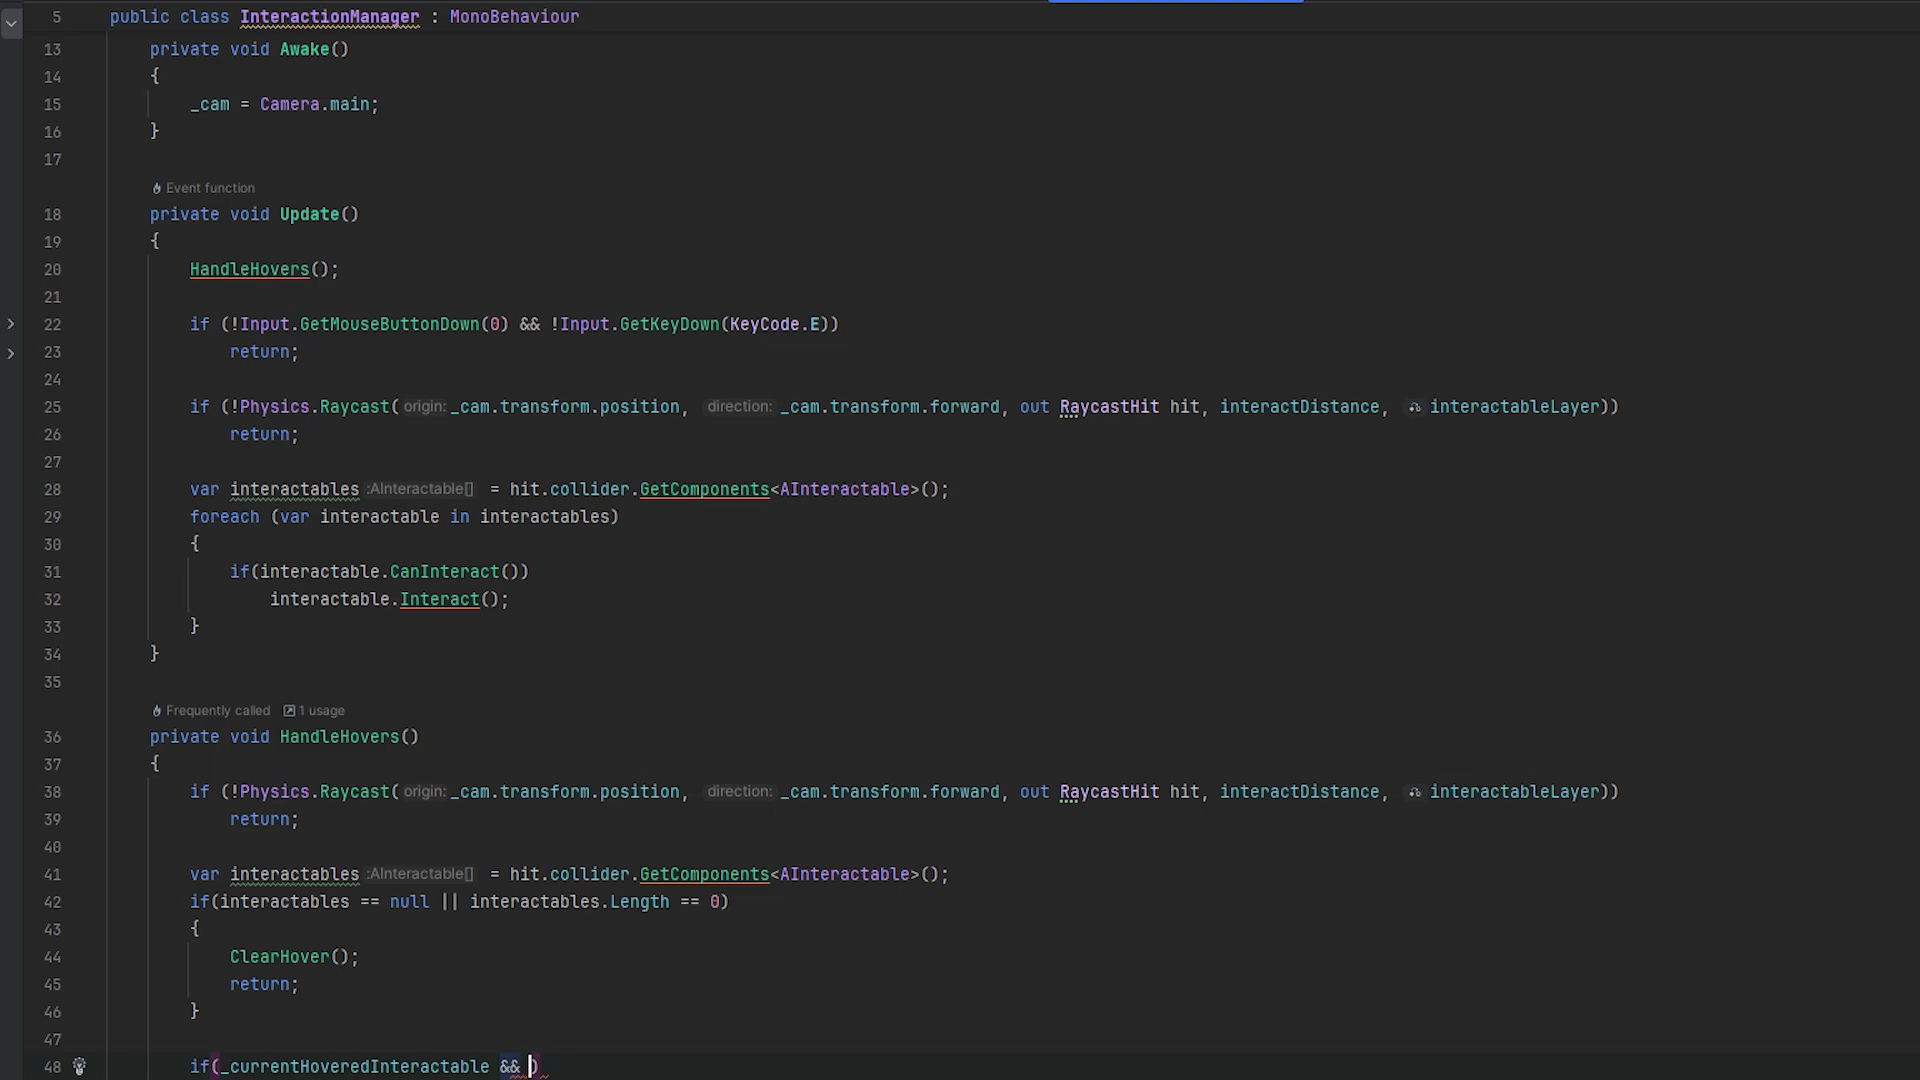 5 public class InteractionManager : MonoBehaviour
13 private void Awake()
14 {
15 _cam = Camera.main;
16 }
17
Event function
18 private void Update()
19 {
20 HandleHovers();
21
22 if (!Input.GetMouseButtonDown(0) && !Input.GetKeyDown(KeyCode.E))
23 return;
24
25 if (!Physics.Raycast( origin: _cam.transform.position, direction: _cam.transform.forward, out RaycastHit hit, interactDistance, interactableLayer))
26 return;
27
28 var interactables :AInteractable[] = hit.collider.GetComponents<AInteractable>();
29 foreach (var interactable in interactables)
30 {
31 if(interactable.CanInteract())
32 interactable.Interact();
33 }
34 }
35
Frequently called 1 usage
36 private void HandleHovers()
37 {
38 if (!Physics.Raycast( origin: _cam.transform.position, direction: _cam.transform.forward, out RaycastHit hit, interactDistance, interactableLayer))
39 return;
40
41 var interactables :AInteractable[] = hit.collider.GetComponents<AInteractable>();
42 if(interactables == null || interactables.Length == 0)
43 {
44 ClearHover();
45 return;
46 }
47
48 if(_currentHoveredInteractable && )